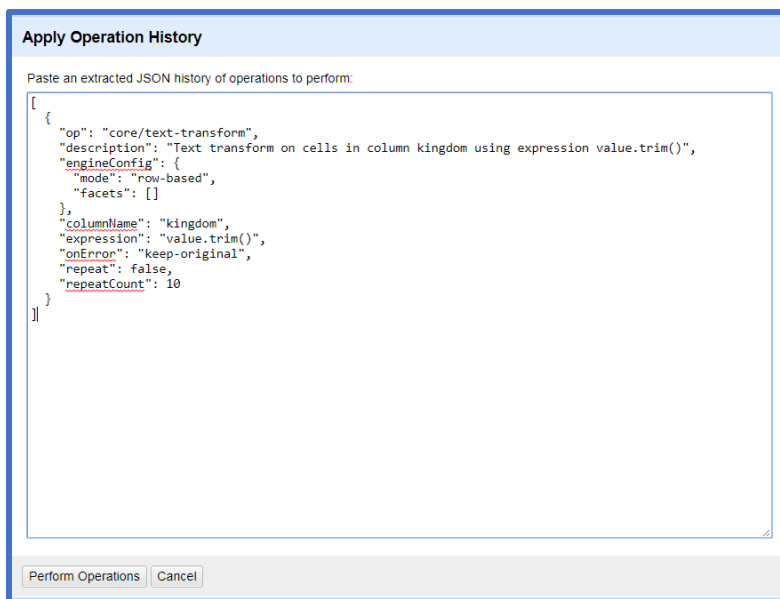 Apply Operation History
Paste an extracted JSON history of operations to perform:
[
  {
    "op": "core/text-transform",
    "description": "Text transform on cells in column kingdom using expression value.trim()",
    "engineConfig": {
      "mode": "row-based",
      "facets": []
    },
    "columnName": "kingdom",
    "expression": "value.trim()",
    "onError": "keep-original",
    "repeat": false,
    "repeatCount": 10
  }
]
Perform Operations Cancel